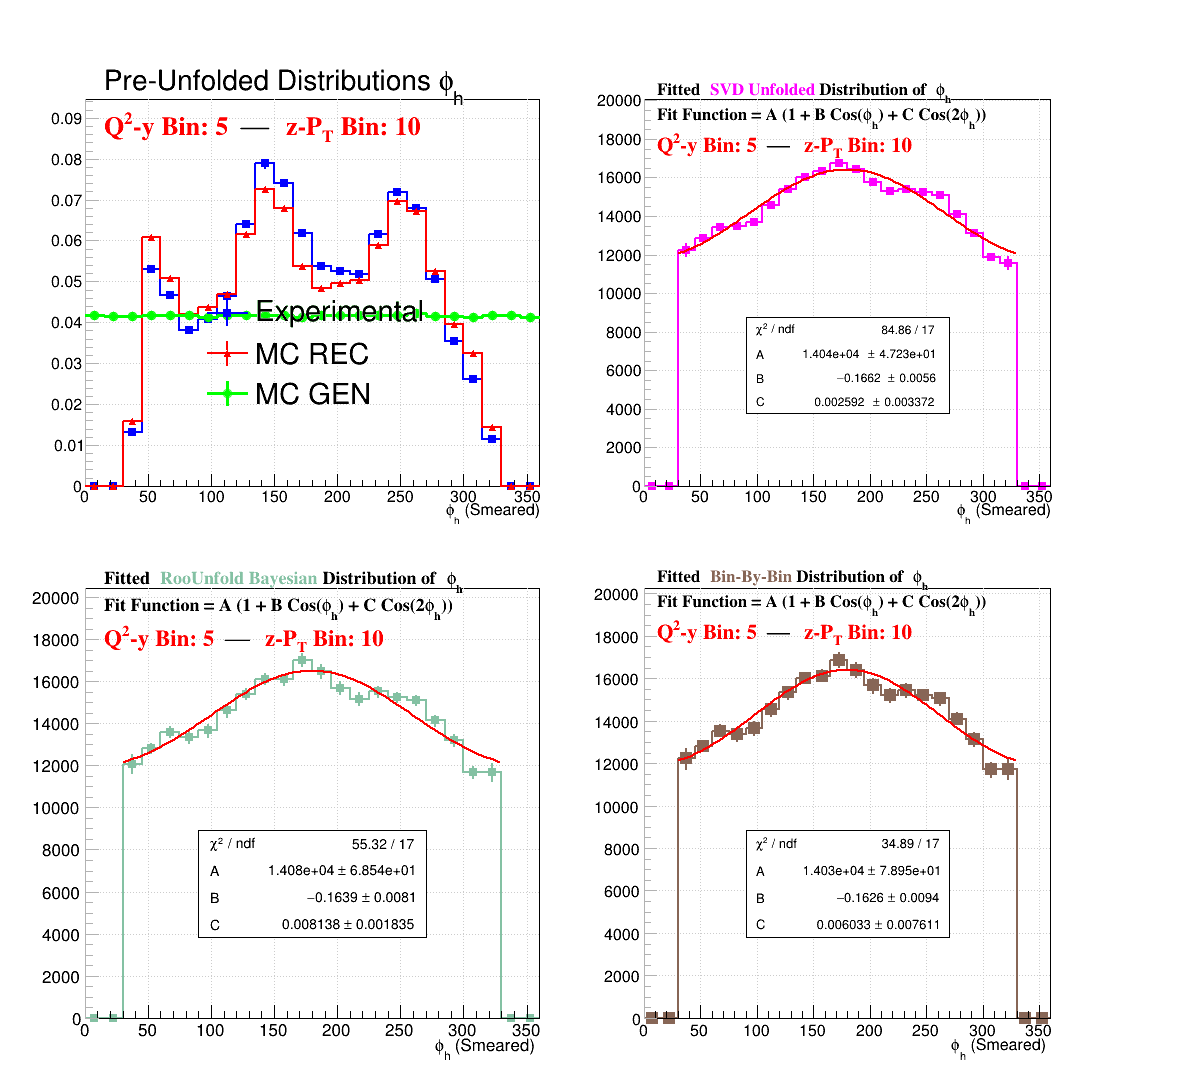 Pre-Unfolded Distributions ϕh
Q²-y Bin: 5 — z-PT Bin: 10
0.09
0.08
0.07
0.06
0.05
0.04
0.03
0.02
0.01
0
Experimental
MC REC
MC GEN
0 50 100 150 200 250 300 350
ϕh (Smeared)
Fitted SVD Unfolded Distribution of ϕh
Fit Function = A (1 + B Cos(ϕh) + C Cos(2ϕh))
Q²-y Bin: 5 — z-PT Bin: 10
20000
18000
16000
14000
12000
10000
8000
6000
4000
2000
0
χ² / ndf 84.86 / 17
A 1.404e+04 ± 4.723e+01
B −0.1662 ± 0.0056
C 0.002592 ± 0.003372
0 50 100 150 200 250 300 350
ϕh (Smeared)
Fitted RooUnfold Bayesian Distribution of ϕh
Fit Function = A (1 + B Cos(ϕh) + C Cos(2ϕh))
Q²-y Bin: 5 — z-PT Bin: 10
20000
18000
16000
14000
12000
10000
8000
6000
4000
2000
0
χ² / ndf 55.32 / 17
A 1.408e+04 ± 6.854e+01
B −0.1639 ± 0.0081
C 0.008138 ± 0.001835
0 50 100 150 200 250 300 350
ϕh (Smeared)
Fitted Bin-By-Bin Distribution of ϕh
Fit Function = A (1 + B Cos(ϕh) + C Cos(2ϕh))
Q²-y Bin: 5 — z-PT Bin: 10
20000
18000
16000
14000
12000
10000
8000
6000
4000
2000
0
χ² / ndf 34.89 / 17
A 1.403e+04 ± 7.895e+01
B −0.1626 ± 0.0094
C 0.006033 ± 0.007611
0 50 100 150 200 250 300 350
ϕh (Smeared)